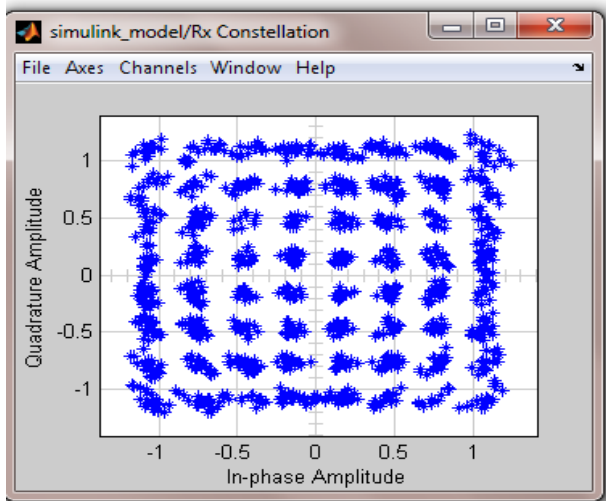 simulink_model/Rx Constellation
File Axes Channels Window Help
Quadrature Amplitude
1
0.5
0
-0.5
-1
-1 -0.5 0 0.5 1
In-phase Amplitude